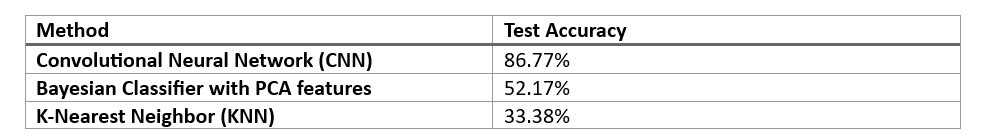 Method Test Accuracy
Convolutional Neural Network (CNN) 86.77%
Bayesian Classifier with PCA features 52.17%
K-Nearest Neighbor (KNN) 33.38%